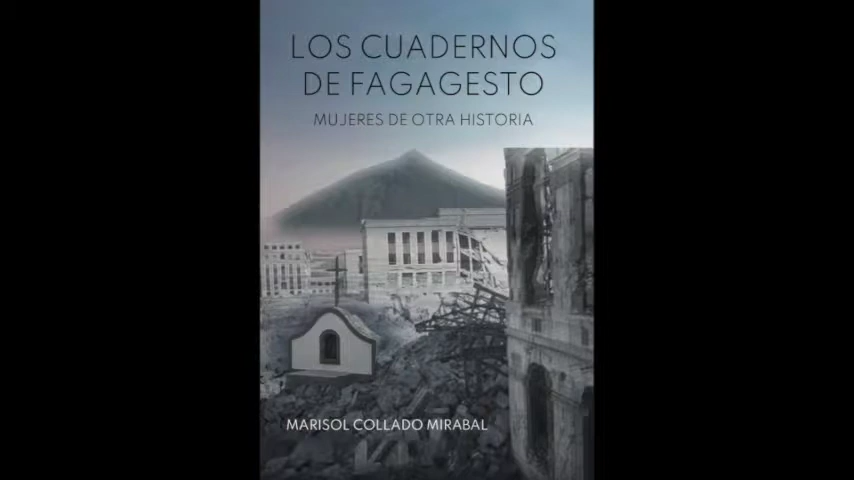 LOS CUADERNOS
DE FAGAGESTO
MUJERES DE OTRA HISTORIA
MARISOL COLLADO MIRABAL